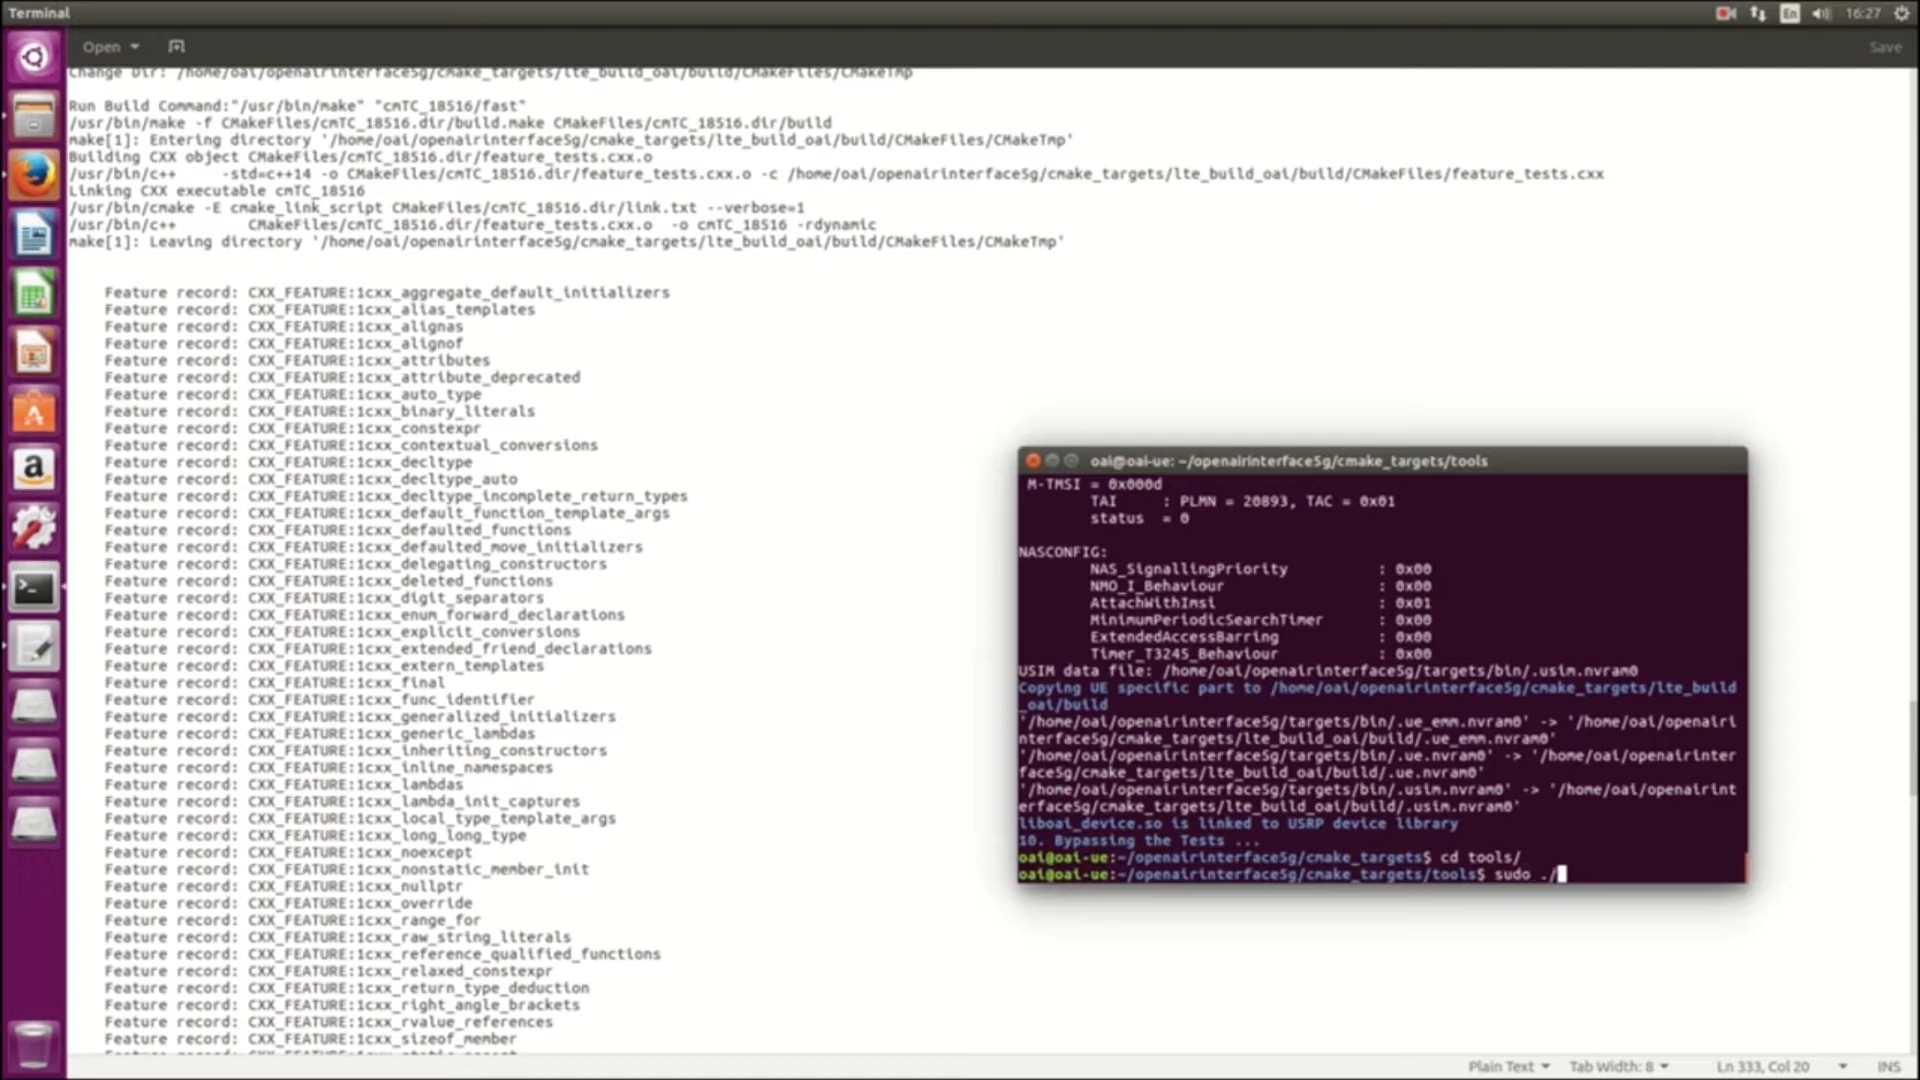 Terminal
En
16:27
Open
Save
Change Dir: /home/oai/openairinterface5g/cmake_targets/lte_build_oai/build/CMakeFiles/CMakeTmp
Run Build Command:"/usr/bin/make" "cmTC_18516/fast"
/usr/bin/make -f CMakeFiles/cmTC_18516.dir/build.make CMakeFiles/cmTC_18516.dir/build
make[1]: Entering directory '/home/oai/openairinterface5g/cmake_targets/lte_build_oai/build/CMakeFiles/CMakeTmp'
Building CXX object CMakeFiles/cmTC_18516.dir/feature_tests.cxx.o
/usr/bin/c++     -std=c++14 -o CMakeFiles/cmTC_18516.dir/feature_tests.cxx.o -c /home/oai/openairinterface5g/cmake_targets/lte_build_oai/build/CMakeFiles/feature_tests.cxx
Linking CXX executable cmTC_18516
/usr/bin/cmake -E cmake_link_script CMakeFiles/cmTC_18516.dir/link.txt --verbose=1
/usr/bin/c++        CMakeFiles/cmTC_18516.dir/feature_tests.cxx.o  -o cmTC_18516 -rdynamic
make[1]: Leaving directory '/home/oai/openairinterface5g/cmake_targets/lte_build_oai/build/CMakeFiles/CMakeTmp'
Feature record: CXX_FEATURE:1cxx_aggregate_default_initializers
Feature record: CXX_FEATURE:1cxx_alias_templates
Feature record: CXX_FEATURE:1cxx_alignas
Feature record: CXX_FEATURE:1cxx_alignof
Feature record: CXX_FEATURE:1cxx_attributes
Feature record: CXX_FEATURE:1cxx_attribute_deprecated
Feature record: CXX_FEATURE:1cxx_auto_type
Feature record: CXX_FEATURE:1cxx_binary_literals
Feature record: CXX_FEATURE:1cxx_constexpr
Feature record: CXX_FEATURE:1cxx_contextual_conversions
Feature record: CXX_FEATURE:1cxx_decltype
Feature record: CXX_FEATURE:1cxx_decltype_auto
Feature record: CXX_FEATURE:1cxx_decltype_incomplete_return_types
Feature record: CXX_FEATURE:1cxx_default_function_template_args
Feature record: CXX_FEATURE:1cxx_defaulted_functions
Feature record: CXX_FEATURE:1cxx_defaulted_move_initializers
Feature record: CXX_FEATURE:1cxx_delegating_constructors
Feature record: CXX_FEATURE:1cxx_deleted_functions
Feature record: CXX_FEATURE:1cxx_digit_separators
Feature record: CXX_FEATURE:1cxx_enum_forward_declarations
Feature record: CXX_FEATURE:1cxx_explicit_conversions
Feature record: CXX_FEATURE:1cxx_extended_friend_declarations
Feature record: CXX_FEATURE:1cxx_extern_templates
Feature record: CXX_FEATURE:1cxx_final
Feature record: CXX_FEATURE:1cxx_func_identifier
Feature record: CXX_FEATURE:1cxx_generalized_initializers
Feature record: CXX_FEATURE:1cxx_generic_lambdas
Feature record: CXX_FEATURE:1cxx_inheriting_constructors
Feature record: CXX_FEATURE:1cxx_inline_namespaces
Feature record: CXX_FEATURE:1cxx_lambdas
Feature record: CXX_FEATURE:1cxx_lambda_init_captures
Feature record: CXX_FEATURE:1cxx_local_type_template_args
Feature record: CXX_FEATURE:1cxx_long_long_type
Feature record: CXX_FEATURE:1cxx_noexcept
Feature record: CXX_FEATURE:1cxx_nonstatic_member_init
Feature record: CXX_FEATURE:1cxx_nullptr
Feature record: CXX_FEATURE:1cxx_override
Feature record: CXX_FEATURE:1cxx_range_for
Feature record: CXX_FEATURE:1cxx_raw_string_literals
Feature record: CXX_FEATURE:1cxx_reference_qualified_functions
Feature record: CXX_FEATURE:1cxx_relaxed_constexpr
Feature record: CXX_FEATURE:1cxx_return_type_deduction
Feature record: CXX_FEATURE:1cxx_right_angle_brackets
Feature record: CXX_FEATURE:1cxx_rvalue_references
Feature record: CXX_FEATURE:1cxx_sizeof_member
oai@oai-ue: ~/openairinterface5g/cmake_targets/tools
M-TMSI = 0x000d
TAI     : PLMN = 20893, TAC = 0x01
status  = 0
NASCONFIG:
NAS_SignallingPriority          : 0x00
NMO_I_Behaviour                 : 0x00
AttachWithImsi                  : 0x01
MinimumPeriodicSearchTimer      : 0x00
ExtendedAccessBarring           : 0x00
Timer_T3245_Behaviour           : 0x00
USIM data file: /home/oai/openairinterface5g/targets/bin/.usim.nvram0
Copying UE specific part to /home/oai/openairinterface5g/cmake_targets/lte_build
_oai/build
'/home/oai/openairinterface5g/targets/bin/.ue_emm.nvram0' -> '/home/oai/openairi
nterface5g/cmake_targets/lte_build_oai/build/.ue_emm.nvram0'
'/home/oai/openairinterface5g/targets/bin/.ue.nvram0' -> '/home/oai/openairinter
face5g/cmake_targets/lte_build_oai/build/.ue.nvram0'
'/home/oai/openairinterface5g/targets/bin/.usim.nvram0' -> '/home/oai/openairint
erface5g/cmake_targets/lte_build_oai/build/.usim.nvram0'
liboai_device.so is linked to USRP device library
10. Bypassing the Tests ...
oai@oai-ue:~/openairinterface5g/cmake_targets$ cd tools/
oai@oai-ue:~/openairinterface5g/cmake_targets/tools$ sudo ./
Plain Text
Tab Width: 8
Ln 333, Col 20
INS